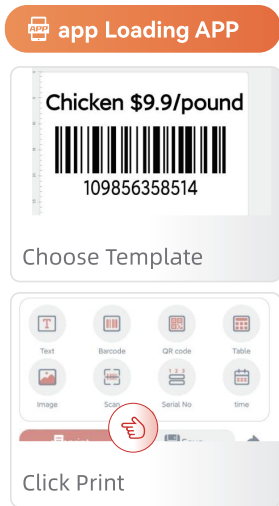 APP app Loading APP
Chicken $9.9/pound
109856358514
Choose Template
Text Barcode QR code Table
Image Scan Serial No time
Click Print